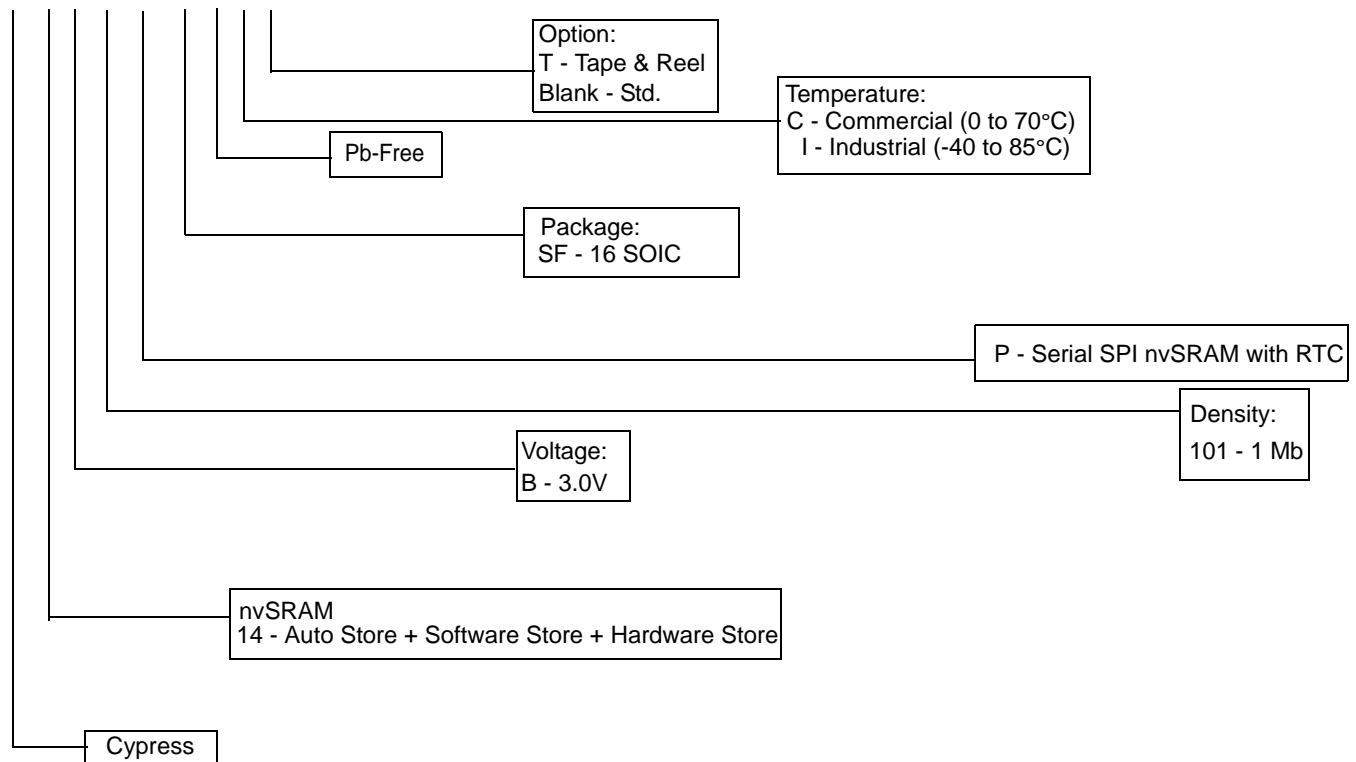 Option:
T - Tape & Reel
Blank - Std.
Temperature:
C - Commercial (0 to 70°C)
I - Industrial (-40 to 85°C)
Pb-Free
Package:
SF - 16 SOIC
P - Serial SPI nvSRAM with RTC
Density:
101 - 1 Mb
Voltage:
B - 3.0V
nvSRAM
14 - Auto Store + Software Store + Hardware Store
Cypress